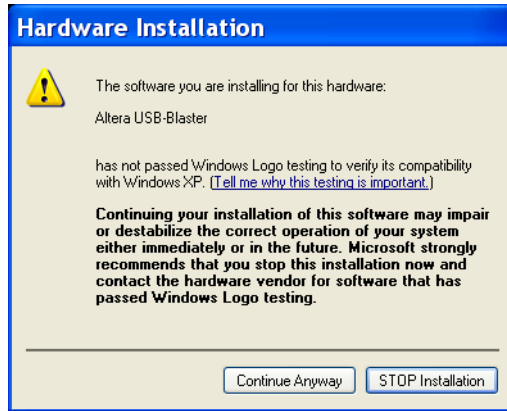 Hardware Installation
The software you are installing for this hardware:
Altera USB-Blaster
has not passed Windows Logo testing to verify its compatibility
with Windows XP. (Tell me why this testing is important.)
Continuing your installation of this software may impair
or destabilize the correct operation of your system
either immediately or in the future. Microsoft strongly
recommends that you stop this installation now and
contact the hardware vendor for software that has
passed Windows Logo testing.
Continue Anyway
STOP Installation